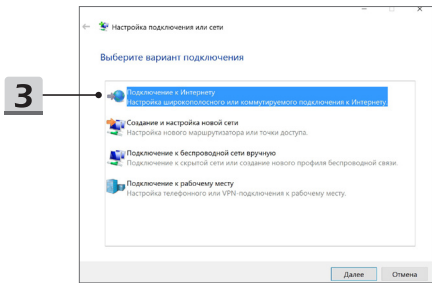 Настройка подключения или сети
Выберите вариант подключения
3
Подключение к Интернету
Настройка широкополосного или коммутируемого подключения к Интернету.
Создание и настройка новой сети
Настройка нового маршрутизатора или точки доступа.
Подключение к беспроводной сети вручную
Подключение к скрытой сети или создание нового профиля беспроводной связи.
Подключение к рабочему месту
Настройка телефонного или VPN-подключения к рабочему месту.
Далее Отмена